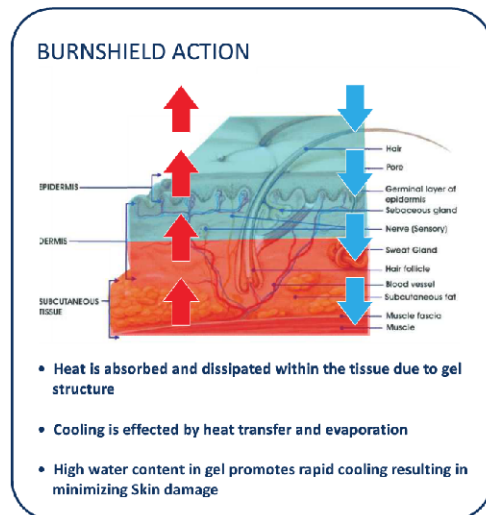 BURNSHIELD ACTION
Hair
Pore
EPIDERMIS
Germinal layer of
epidermis
Sebaceous gland
Nerve (Sensory)
DERMIS
Sweat Gland
Hair follicle
Blood vessel
SUBCUTANEOUS
TISSUE
Subcutaneous fat
Muscle fascia
Muscle
• Heat is absorbed and dissipated within the tissue due to gel
structure
• Cooling is effected by heat transfer and evaporation
• High water content in gel promotes rapid cooling resulting in
minimizing Skin damage